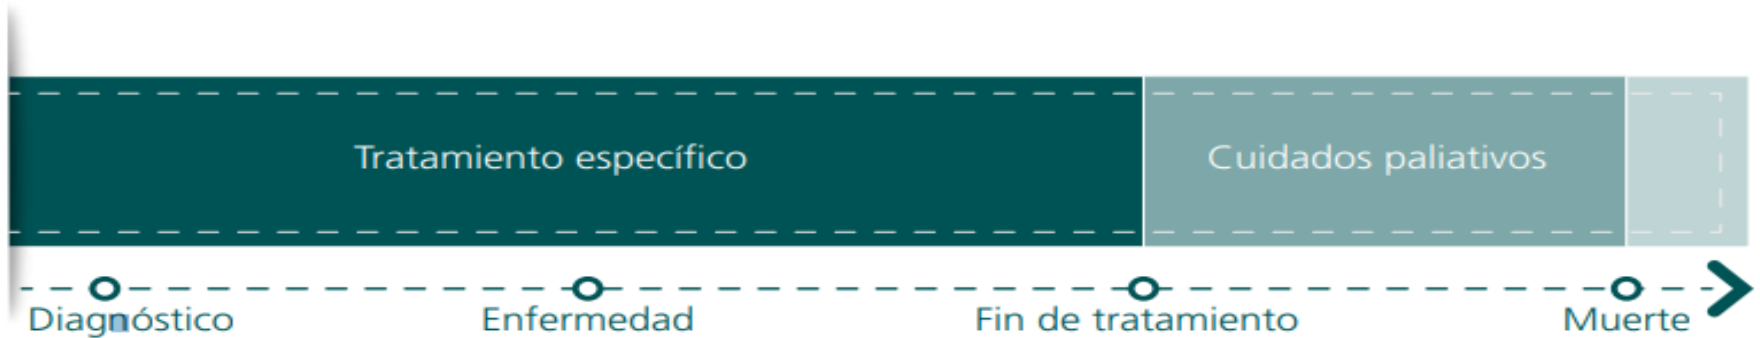 Tratamiento específico
Cuidados paliativos
Diagnóstico
Enfermedad
Fin de tratamiento
Muerte